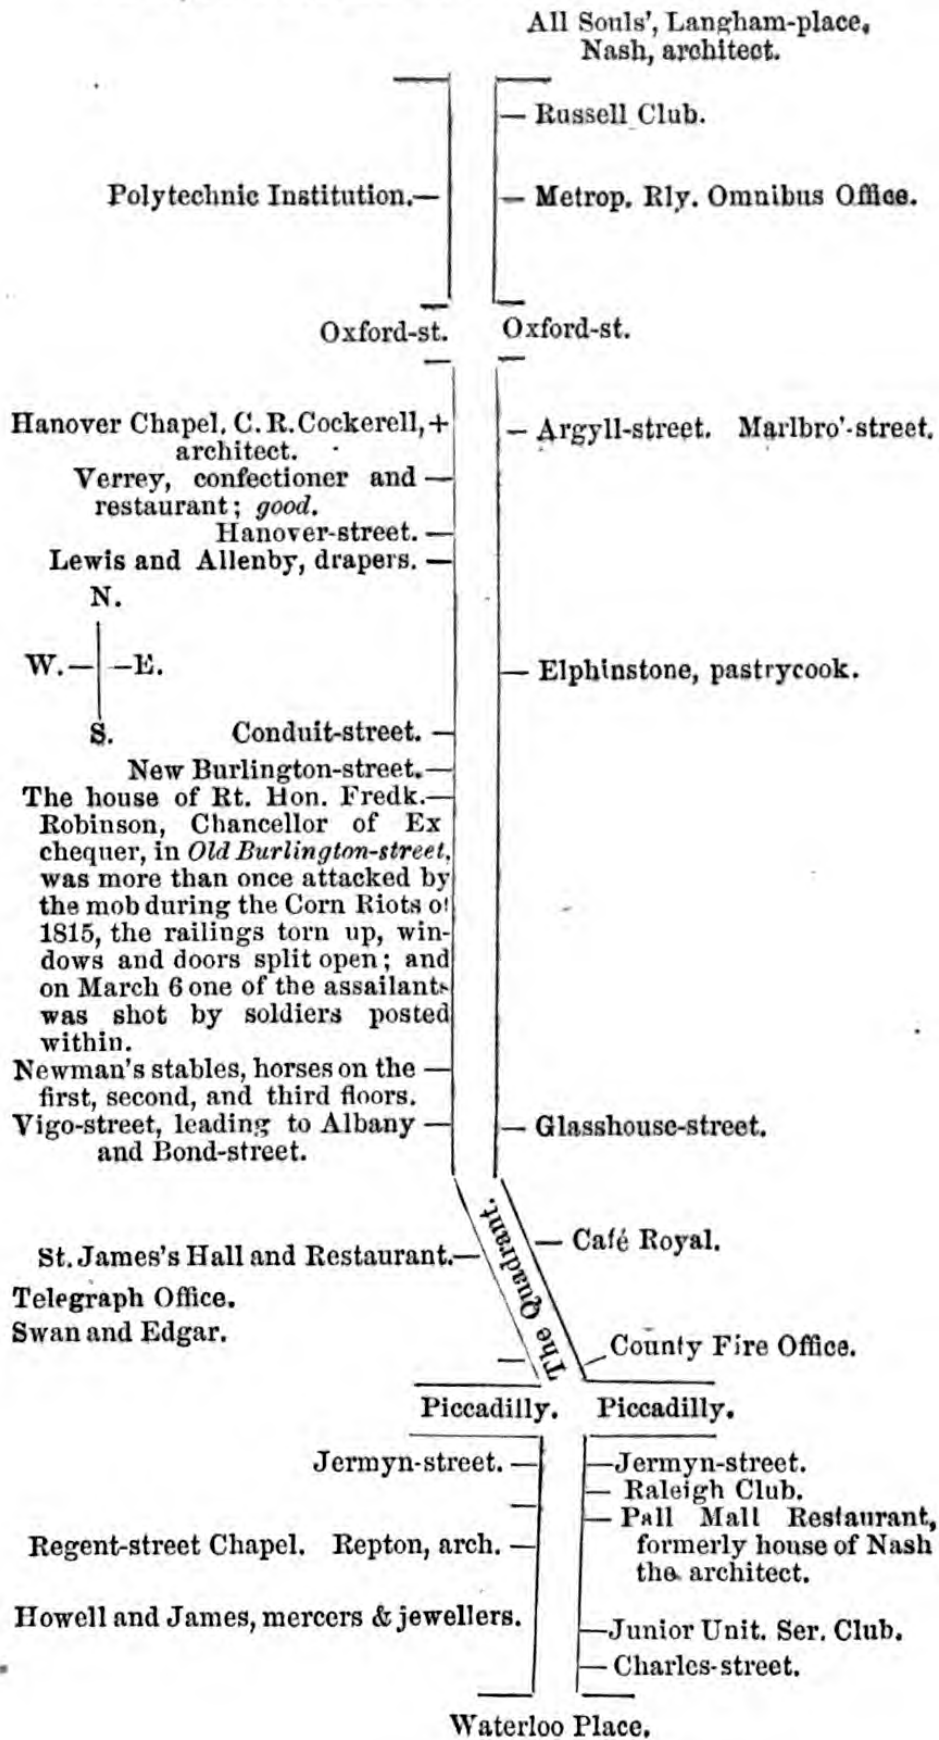 All Souls', Langham-place,
Nash, architect.
— Russell Club.
Polytechnic Institution.—
— Metrop. Rly. Omnibus Office.
Oxford-st.
Oxford-st.
Hanover Chapel, C. R. Cockerell, +
architect.
— Argyll-street. Marlbro'-street.
Verrey, confectioner and —
restaurant; good.
Hanover-street. —
Lewis and Allenby, drapers. —
N.
W.— —E.
S.
— Elphinstone, pastrycook.
Conduit-street. —
New Burlington-street.—
The house of Rt. Hon. Fredk.—
Robinson, Chancellor of Ex
chequer, in Old Burlington-street,
was more than once attacked by
the mob during the Corn Riots of
1815, the railings torn up, win-
dows and doors split open; and
on March 6 one of the assailants
was shot by soldiers posted
within.
Newman's stables, horses on the —
first, second, and third floors.
Vigo-street, leading to Albany —
and Bond-street.
— Glasshouse-street.
The Quadrant.
— Café Royal.
St. James's Hall and Restaurant.—
Telegraph Office.
Swan and Edgar.
County Fire Office.
Piccadilly.
Piccadilly.
Jermyn-street. —
—Jermyn-street.
— Raleigh Club.
— Pall Mall Restaurant,
formerly house of Nash
the architect.
Regent-street Chapel. Repton, arch. —
Howell and James, mercers & jewellers.
—Junior Unit. Ser. Club.
— Charles-street.
Waterloo Place.